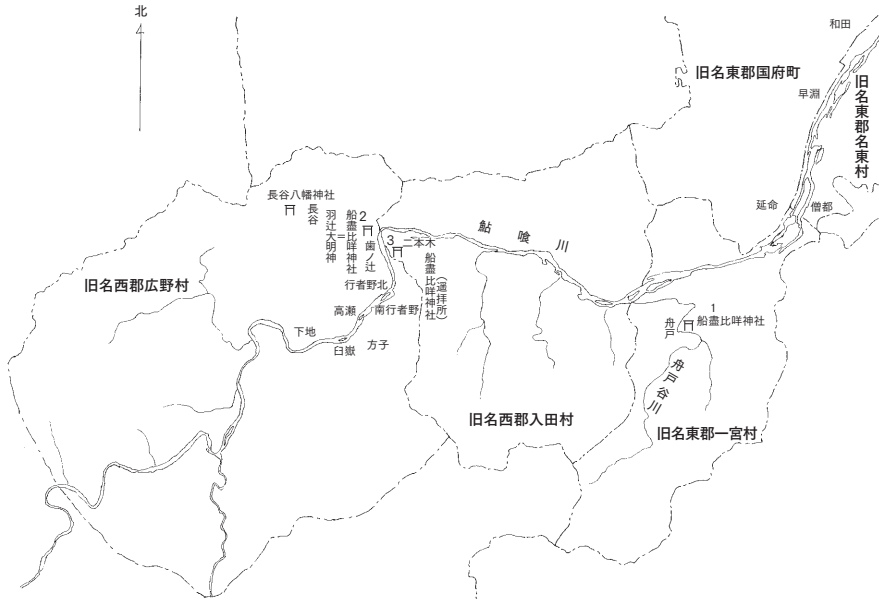 北
和田
旧名東郡国府町
早淵
旧名東郡名東村
延命
僧都
長谷八幡神社
長谷
羽辻大明神
=
船盡比咩神社
2
歯ノ辻
3
二本木
船盡比咩神社
(遥拝所)
鮎喰川
旧名西郡広野村
行者野北
高瀬
南行者野
下地
臼嶽
方子
1
船盡比咩神社
舟戸
舟戸谷川
旧名西郡入田村
旧名東郡一宮村